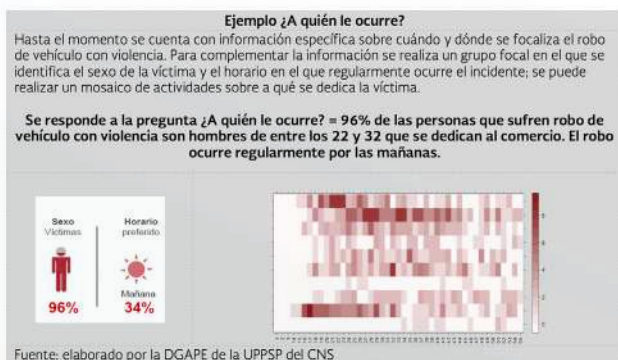 Ejemplo ¿A quién le ocurre?
Hasta el momento se cuenta con información específica sobre cuándo y dónde se focaliza el robo
de vehículo con violencia. Para complementar la información se realiza un grupo focal en el que se
identifica el sexo de la víctima y el horario en el que regularmente ocurre el incidente; se puede
realizar un mosaico de actividades sobre a qué se dedica la víctima.
Se responde a la pregunta ¿A quién le ocurre? = 96% de las personas que sufren robo de
vehículo con violencia son hombres de entre los 22 y 32 que se dedican al comercio. El robo
ocurre regularmente por las mañanas.
Sexo
Víctimas
96%
Horario
preferido
Mañana
34%
8
6
4
2
0
Fuente: elaborado por la DGAPE de la UPPSP del CNS